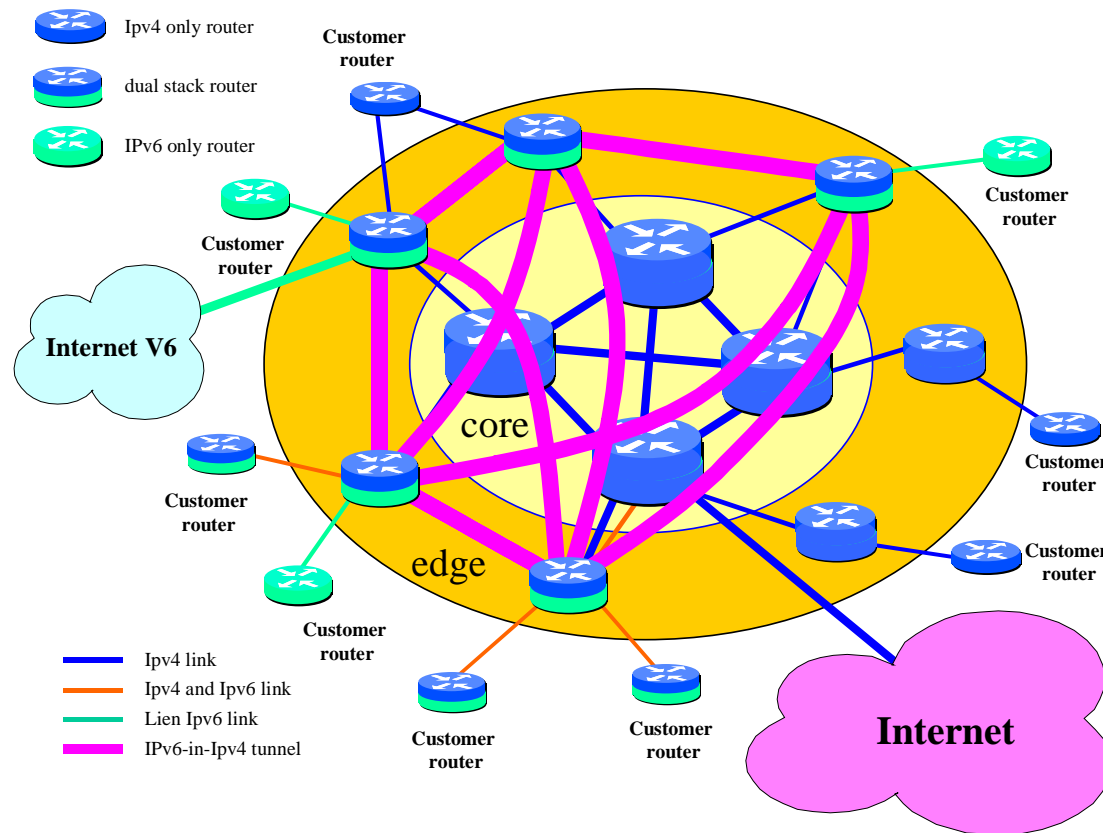 Ipv4 only router
dual stack router
IPv6 only router
Customer
router
Customer
router
Customer
router
Internet V6
core
Customer
router
Customer
router
edge
Customer
router
Customer
router
Customer
router
Customer
router
Ipv4 link
Ipv4 and Ipv6 link
Lien Ipv6 link
IPv6-in-Ipv4 tunnel
Internet